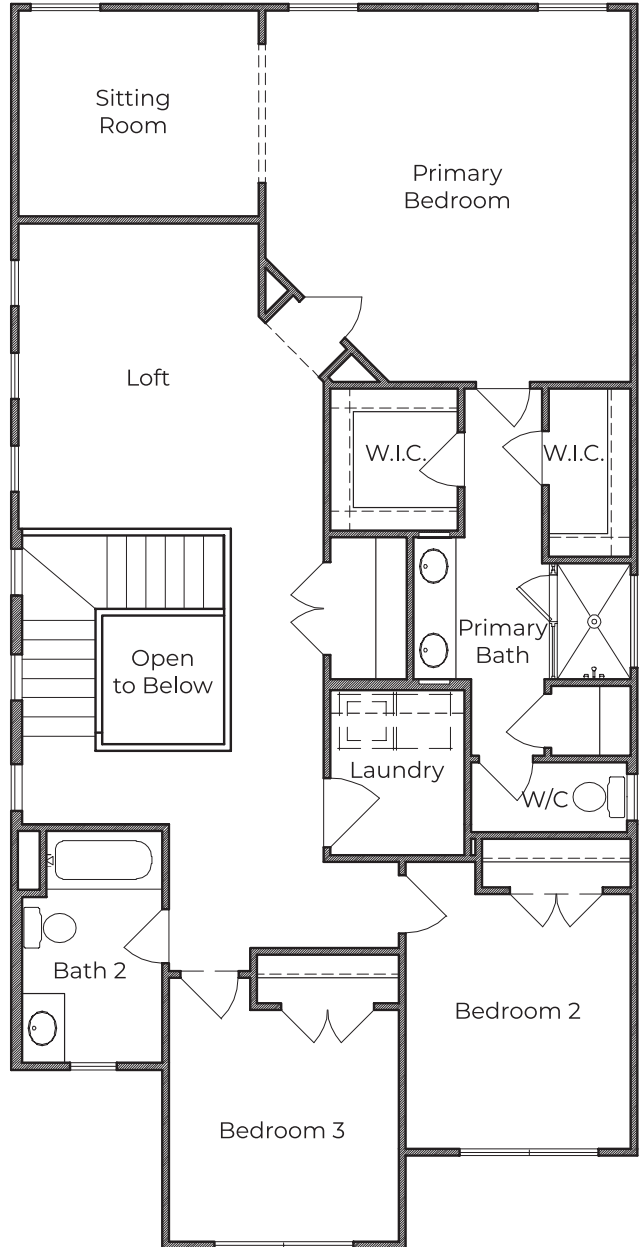 Sitting
Room
Primary
Bedroom
Loft
W.I.C.
W.I.C.
Primary
Bath
Open
to Below
Laundry
W/C
Bath 2
Bedroom 2
Bedroom 3